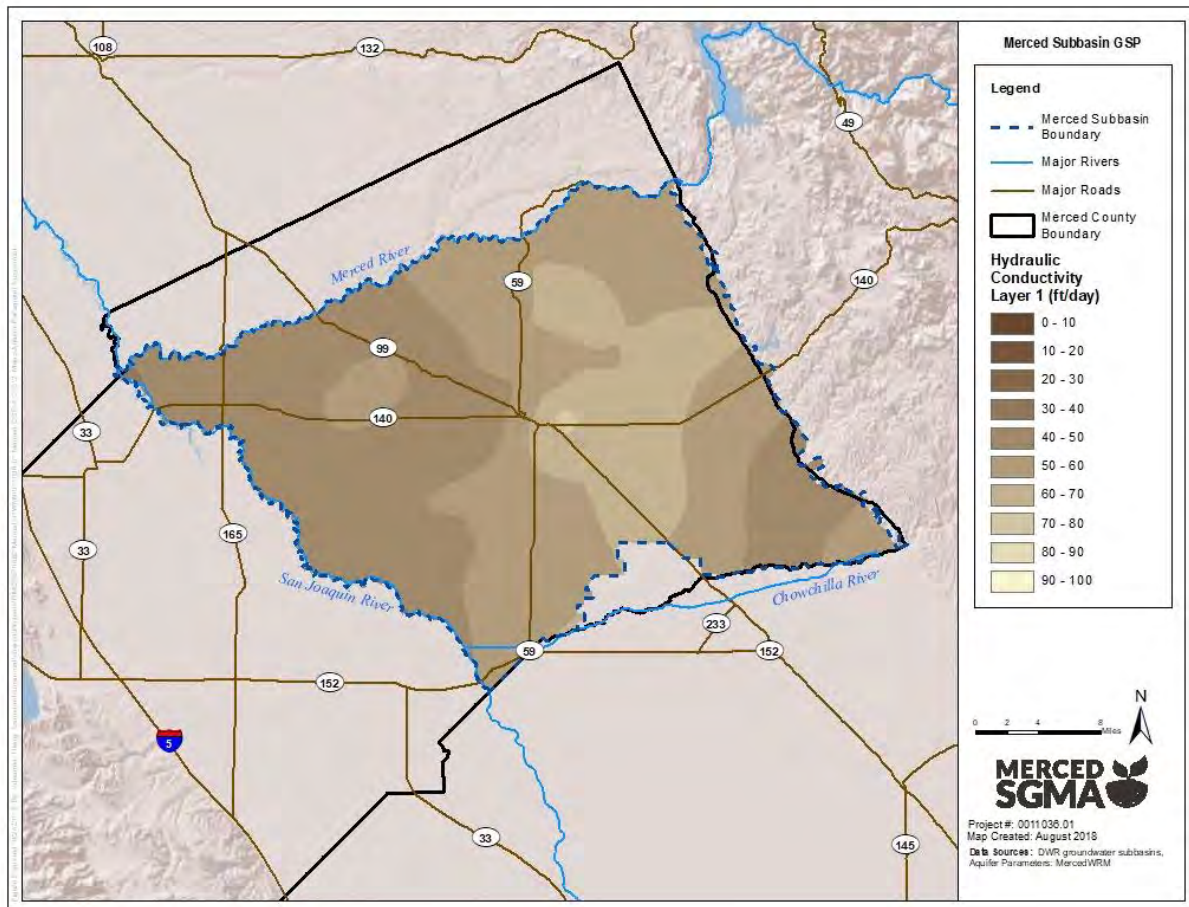 108
132
49
Merced River
59
140
99
140
33
165
33
San Joaquin River
Chowchilla River
233
59
152
152
5
33
145
Merced Subbasin GSP
Legend
Merced Subbasin
Boundary
Major Rivers
Major Roads
Merced County
Boundary
Hydraulic
Conductivity
Layer 1 (ft/day)
0 - 10
10 - 20
20 - 30
30 - 40
40 - 50
50 - 60
60 - 70
70 - 80
80 - 90
90 - 100
N
0 2 4 8
Miles
MERCED
SGMA
Project #: 0011036.01
Map Created: August 2018
Data Sources: DWR groundwater subbasins,
Aquifer Parameters: MercedWRM